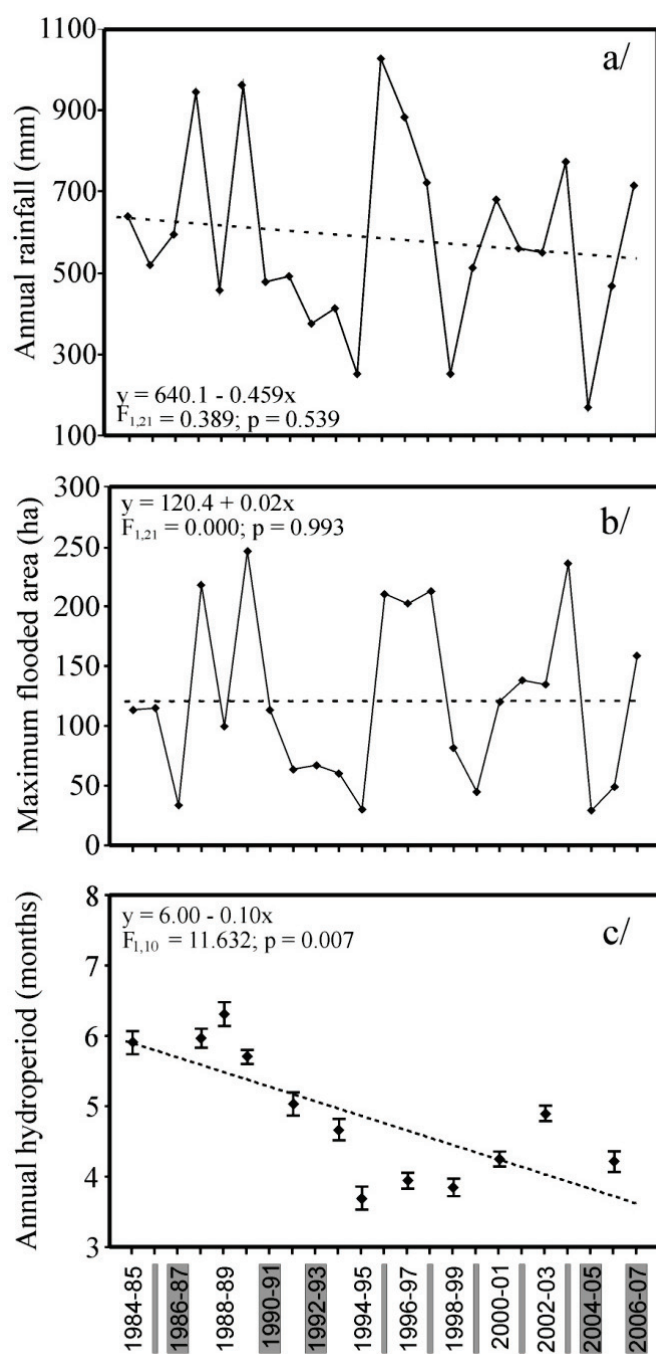 a/
1100
900
700
500
300
100
Annual rainfall (mm)
y = 640.1 - 0.459x
F1,21 = 0.389; p = 0.539
b/
300
250
200
150
100
50
0
Maximum flooded area (ha)
y = 120.4 + 0.02x
F1,21 = 0.000; p = 0.993
c/
8
7
6
5
4
3
Annual hydroperiod (months)
y = 6.00 - 0.10x
F1,10 = 11.632; p = 0.007
1984-85
1986-87
1988-89
1990-91
1992-93
1994-95
1996-97
1998-99
2000-01
2002-03
2004-05
2006-07